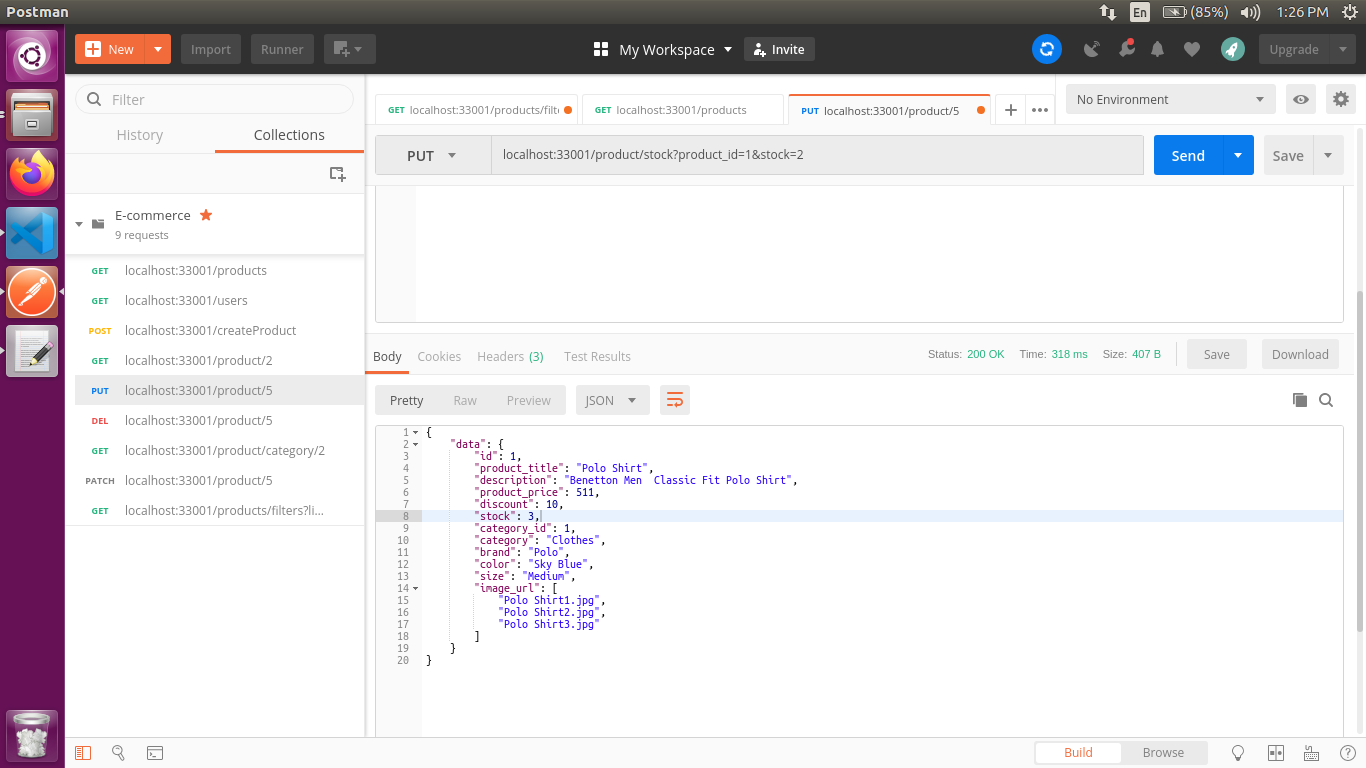 Postman
En (85%) 1:26 PM
New Import Runner My Workspace Invite Upgrade
Filter
History Collections
E-commerce
9 requests
GET localhost:33001/products
GET localhost:33001/users
POST localhost:33001/createProduct
GET localhost:33001/product/2
PUT localhost:33001/product/5
DEL localhost:33001/product/5
GET localhost:33001/product/category/2
PATCH localhost:33001/product/5
GET localhost:33001/products/filters?li...
GET localhost:33001/products/filte GET localhost:33001/products PUT localhost:33001/product/5 + ••• No Environment
PUT localhost:33001/product/stock?product_id=1&stock=2 Send Save
Body Cookies Headers (3) Test Results Status: 200 OK Time: 318 ms Size: 407 B Save Download
Pretty Raw Preview JSON
1 {
2 "data": {
3 "id": 1,
4 "product_title": "Polo Shirt",
5 "description": "Benetton Men  Classic Fit Polo Shirt",
6 "product_price": 511,
7 "discount": 10,
8 "stock": 3,
9 "category_id": 1,
10 "category": "Clothes",
11 "brand": "Polo",
12 "color": "Sky Blue",
13 "size": "Medium",
14 "image_url": [
15 "Polo Shirt1.jpg",
16 "Polo Shirt2.jpg",
17 "Polo Shirt3.jpg"
18 ]
19 }
20 }
Build Browse